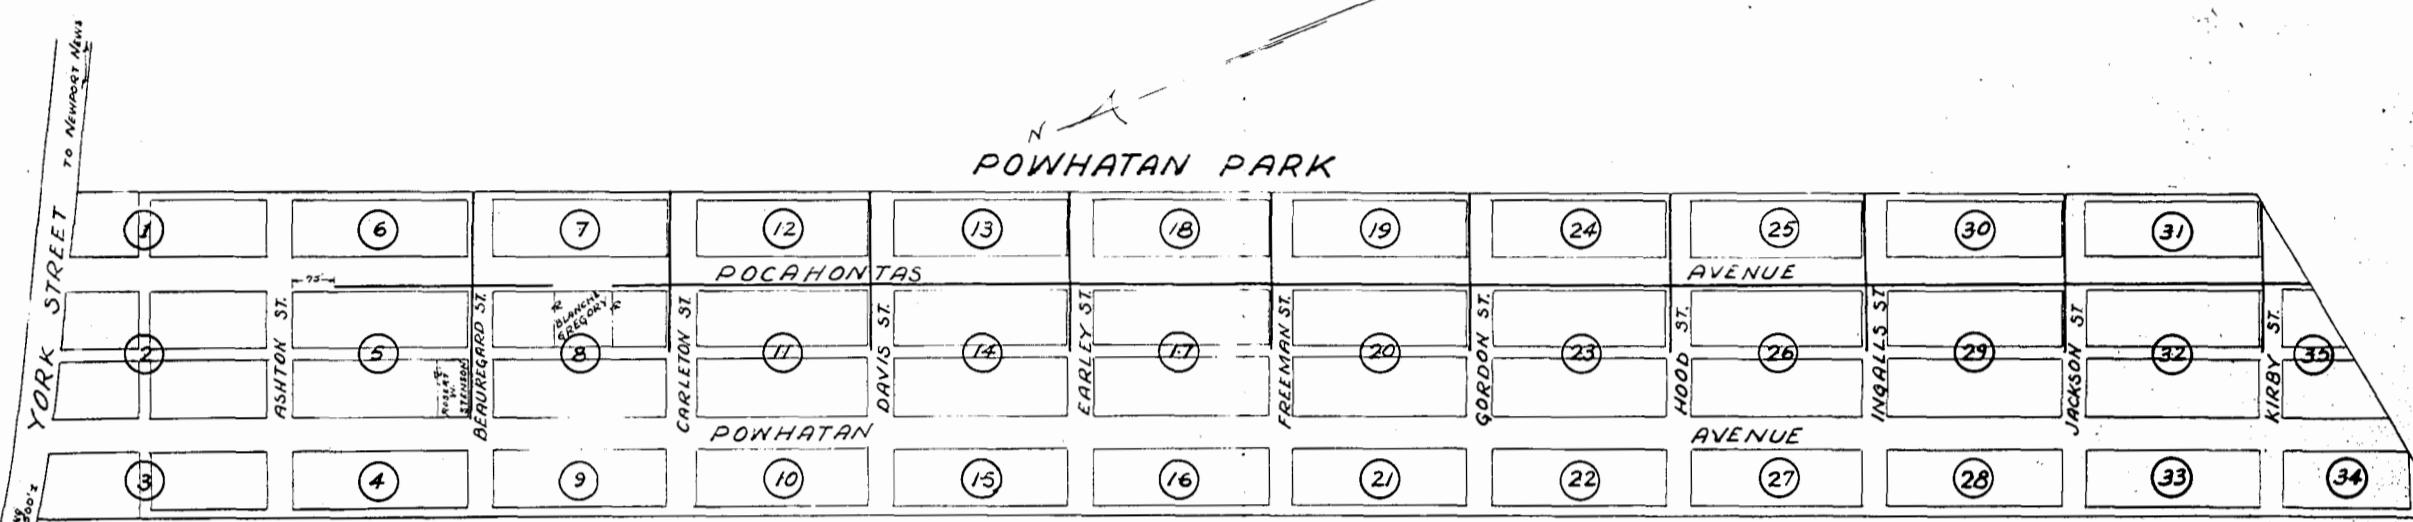 TO NEWPORT NEWS
N
POWHATAN PARK
YORK STREET
1 6 7 12 13 18 19 24 25 30 31
POCAHONTAS AVENUE
75'
BLANCHE
GREGORY
ASHTON ST.
BEAUREGARD ST.
CARLETON ST.
DAVIS ST.
EARLEY ST.
FREEMAN ST.
GORDON ST.
HOOD ST.
INGALLS ST
JACKSON ST
KIRBY ST.
2 5 8 11 14 17 20 23 26 29 32 35
ROBERT
W.
STENSON
POWHATAN AVENUE
3 4 9 10 15 16 21 22 27 28 33 34